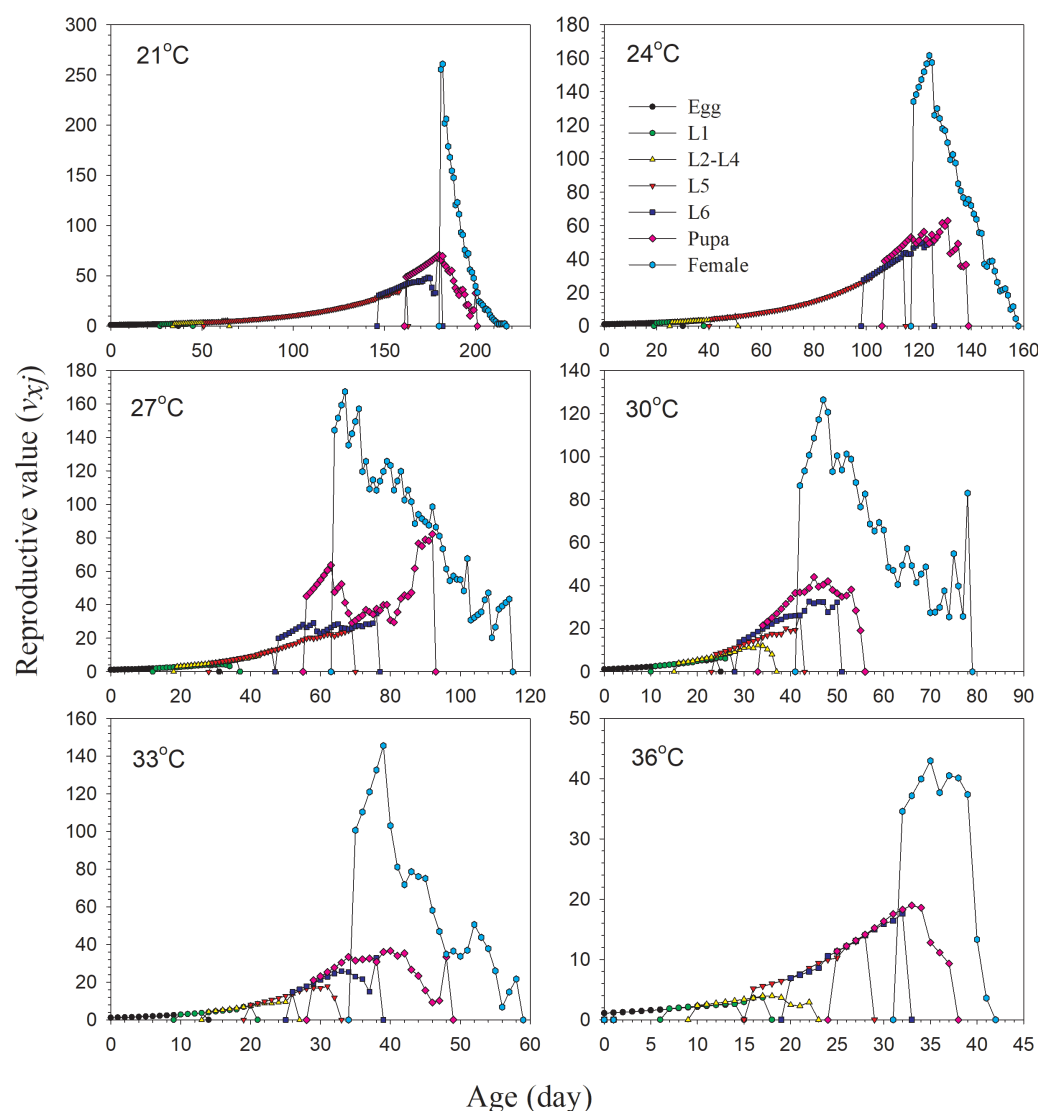 300
250
200
150
100
50
0
0 50 100 150 200
21°C
180
160
140
120
100
80
60
40
20
0
0 20 40 60 80 100 120 140 160
24°C
Egg
L1
L2-L4
L5
L6
Pupa
Female
180
160
140
120
100
80
60
40
20
0
0 20 40 60 80 100 120
27°C
140
120
100
80
60
40
20
0
0 10 20 30 40 50 60 70 80 90
30°C
160
140
120
100
80
60
40
20
0
0 10 20 30 40 50 60
33°C
50
40
30
20
10
0
0 5 10 15 20 25 30 35 40 45
36°C
Reproductive value (vxj)
Age (day)